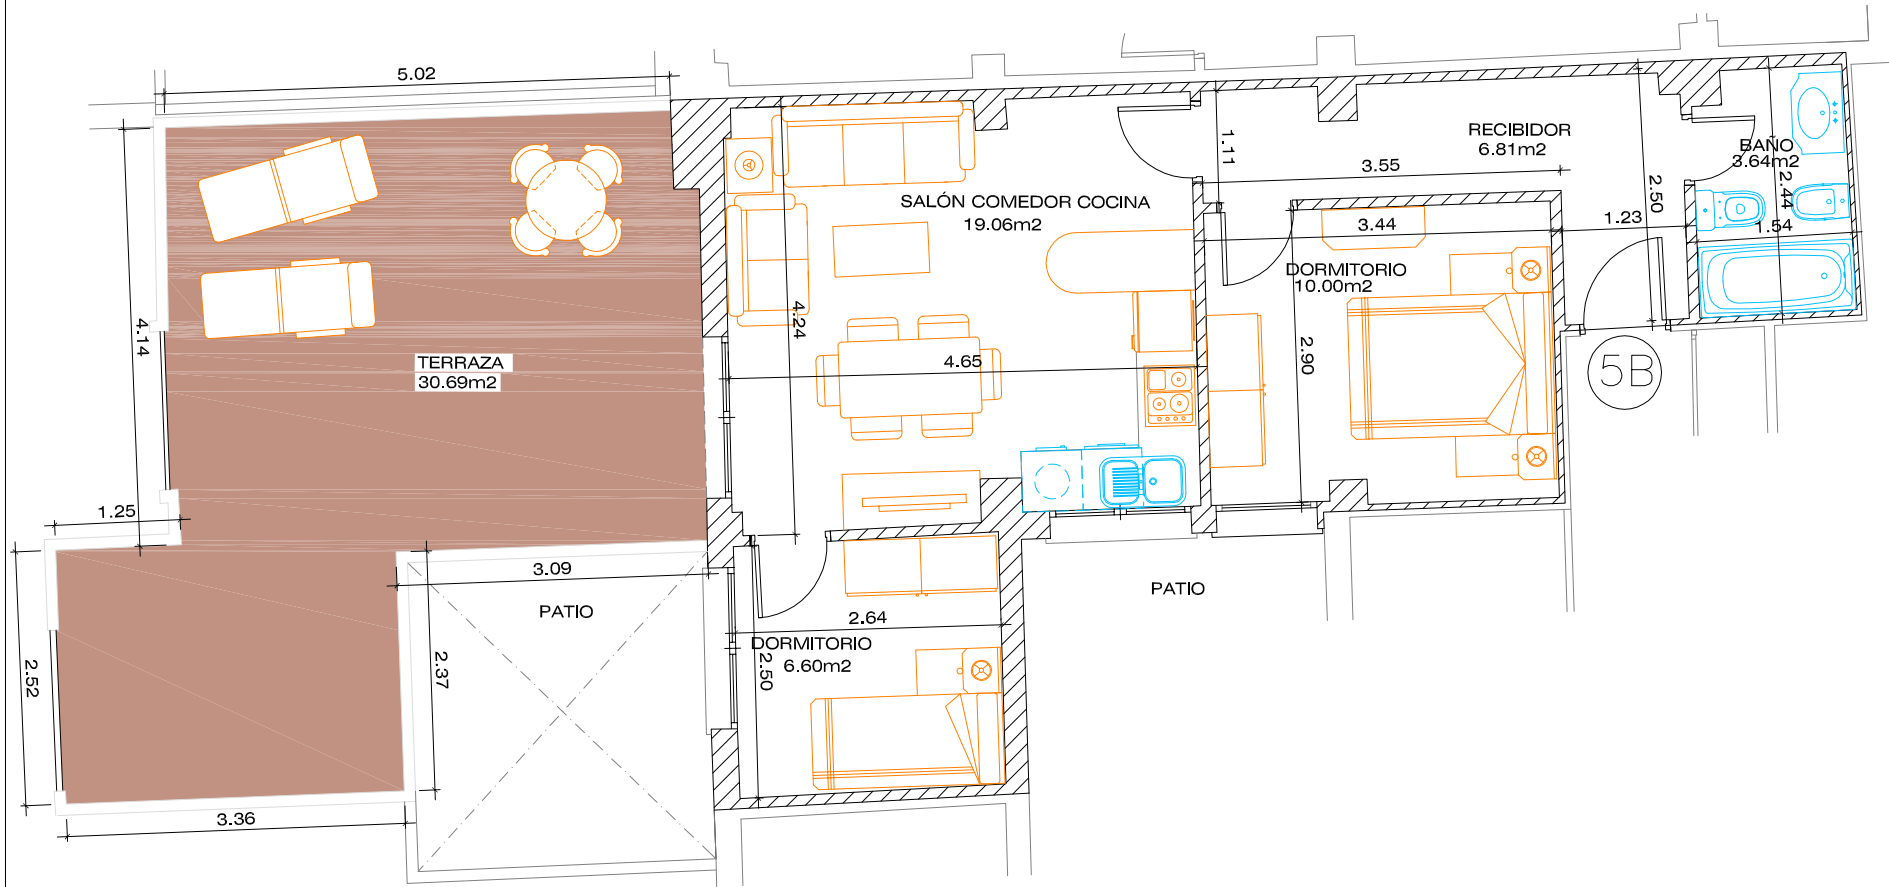 5.02
RECIBIDOR
6.81m2
1.11
BAÑO
3.64m2
3.55
2.50
2.44
SALÓN COMEDOR COCINA
19.06m2
3.44
1.23
1.54
DORMITORIO
10.00m2
4.14
4.24
2.90
TERRAZA
30.69m2
4.65
5B
1.25
3.09
PATIO
PATIO
2.64
DORMITORIO
6.60m2
2.50
2.52
2.37
3.36